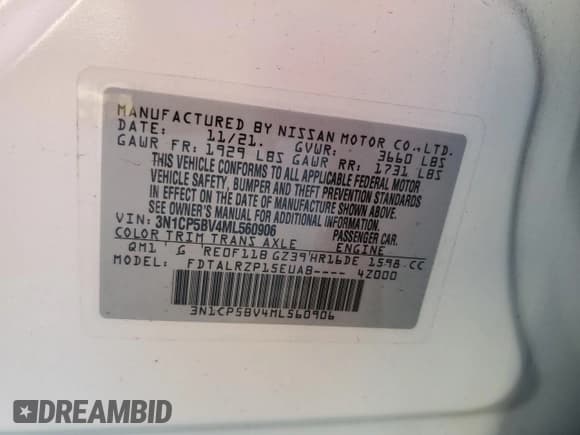 MANUFACTURED BY NISSAN MOTOR CO.,LTD.
DATE: 11/21. GVWR: 3660 LBS
GAWR FR: 1929 LBS GAWR RR: 1731 LBS
THIS VEHICLE CONFORMS TO ALL APPLICABLE FEDERAL MOTOR
VEHICLE SAFETY, BUMPER AND THEFT PREVENTION STANDARDS
IN EFFECT ON THE DATE OF MANUFACTURE SHOWN ABOVE.
SEE OWNER'S MANUAL FOR ADDITIONAL INFORMATION.
VIN: 3N1CP5BV4ML560906 PASSENGER CAR.
COLOR TRIM TRANS AXLE ENGINE
QM1 G RE0F11B GZ39 HR16DE 1598 CC
MODEL: FDTALRZP15EUAB---- 4Z000
3N1CP5BV4ML560906
DREAMBID